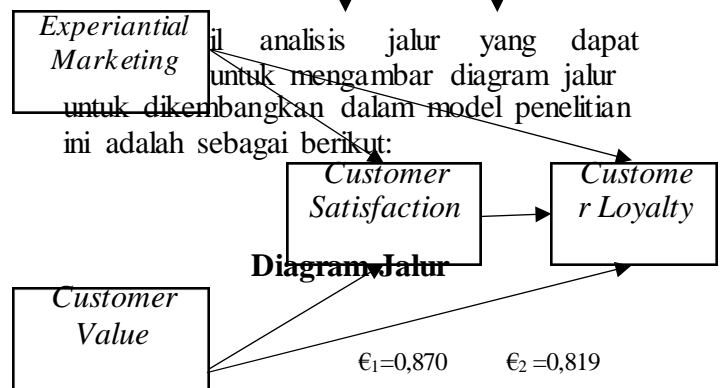 Experiantial
Marketing
il analisis jalur yang dapat
untuk mengambar diagram jalur
untuk dikembangkan dalam model penelitian
ini adalah sebagai berikut:
Customer
Satisfaction
Custome
r Loyalty
Diagram Jalur
Customer
Value
€1=0,870 €2 =0,819